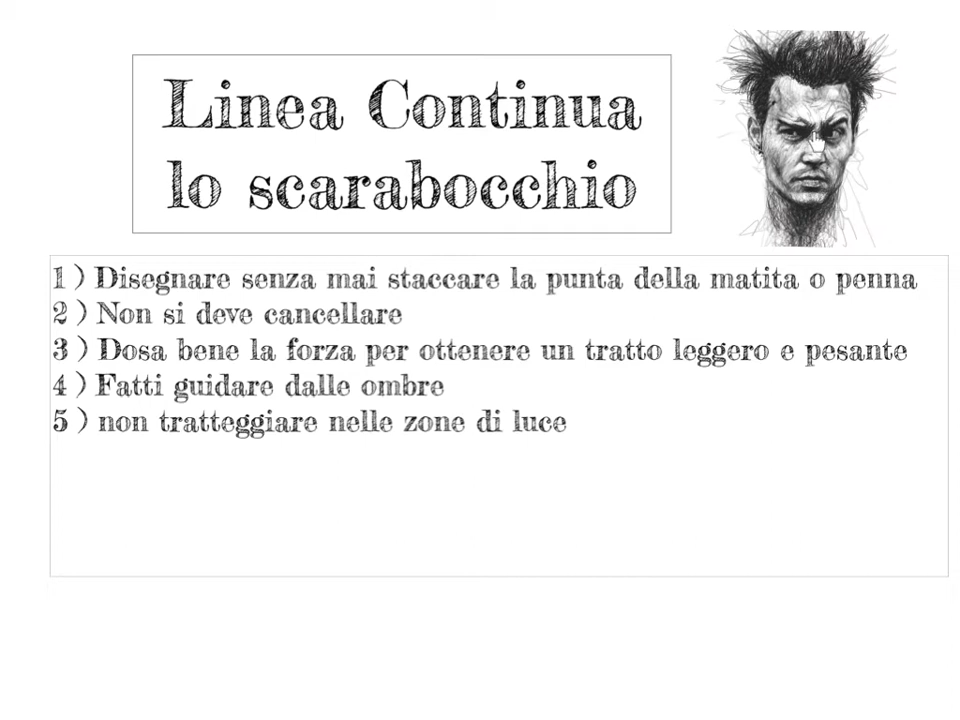 Linea Continua
lo scarabocchio
1 ) Disegnare senza mai staccare la punta della matita o penna
2 ) Non si deve cancellare
3 ) Dosa bene la forza per ottenere un tratto leggero e pesante
4 ) Fatti guidare dalle ombre
5 ) non tratteggiare nelle zone di luce